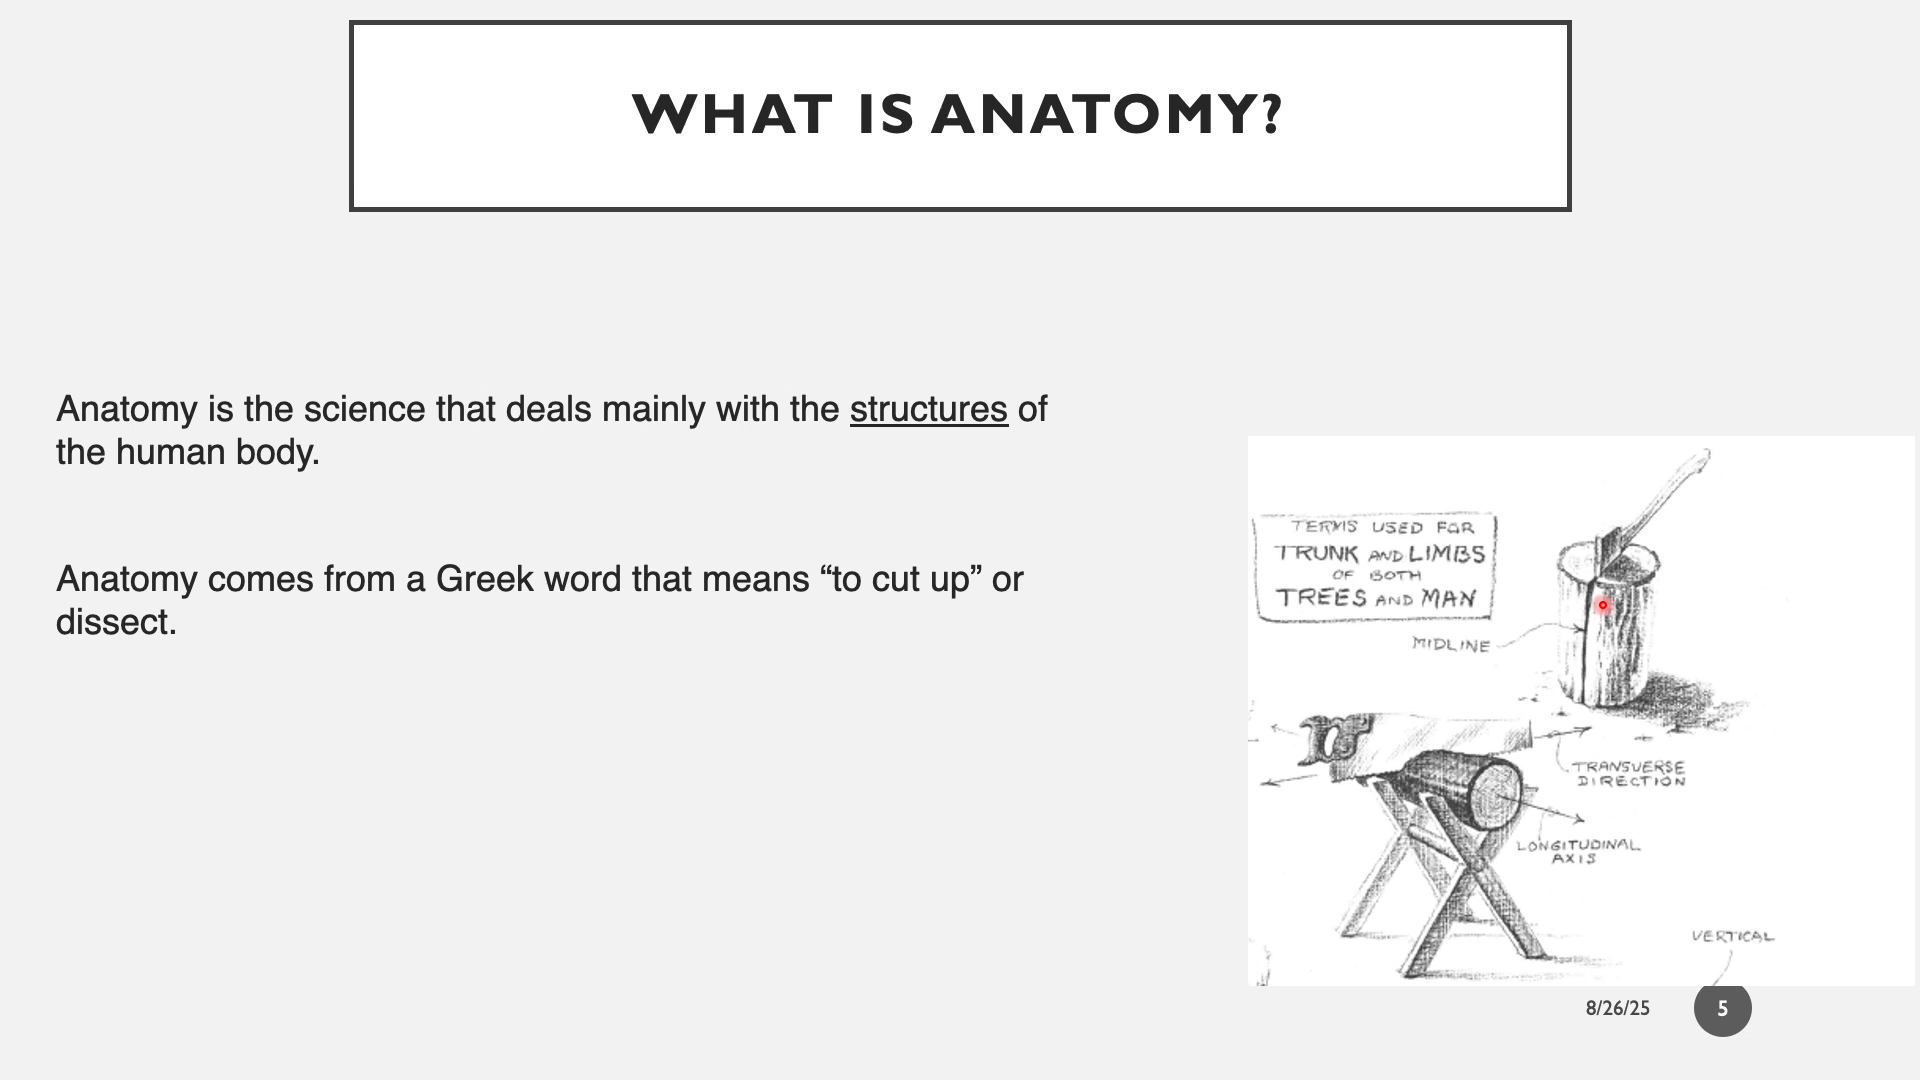 WHAT IS ANATOMY?
Anatomy is the science that deals mainly with the structures of
the human body.
Anatomy comes from a Greek word that means “to cut up” or
dissect.
TERMS USED FOR
TRUNK AND LIMBS
OF BOTH
TREES AND MAN
MIDLINE
TRANSVERSE
DIRECTION
LONGITUDINAL
AXIS
VERTICAL
8/26/25
5